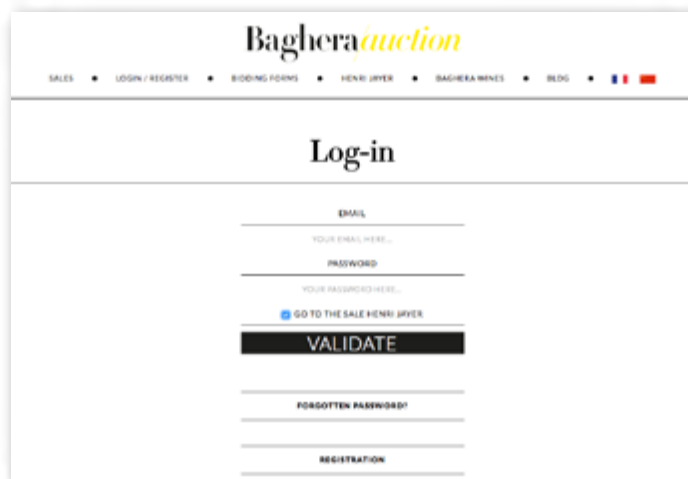 Baghera/auction
SALES • LOGIN / REGISTER • BIDDING FORMS • HENRI JAYER • BAGHERA WINES • BLOG •
Log-in
EMAIL
YOUR EMAIL HERE...
PASSWORD
YOUR PASSWORD HERE...
GO TO THE SALE HENRI JAYER
VALIDATE
FORGOTTEN PASSWORD?
REGISTRATION